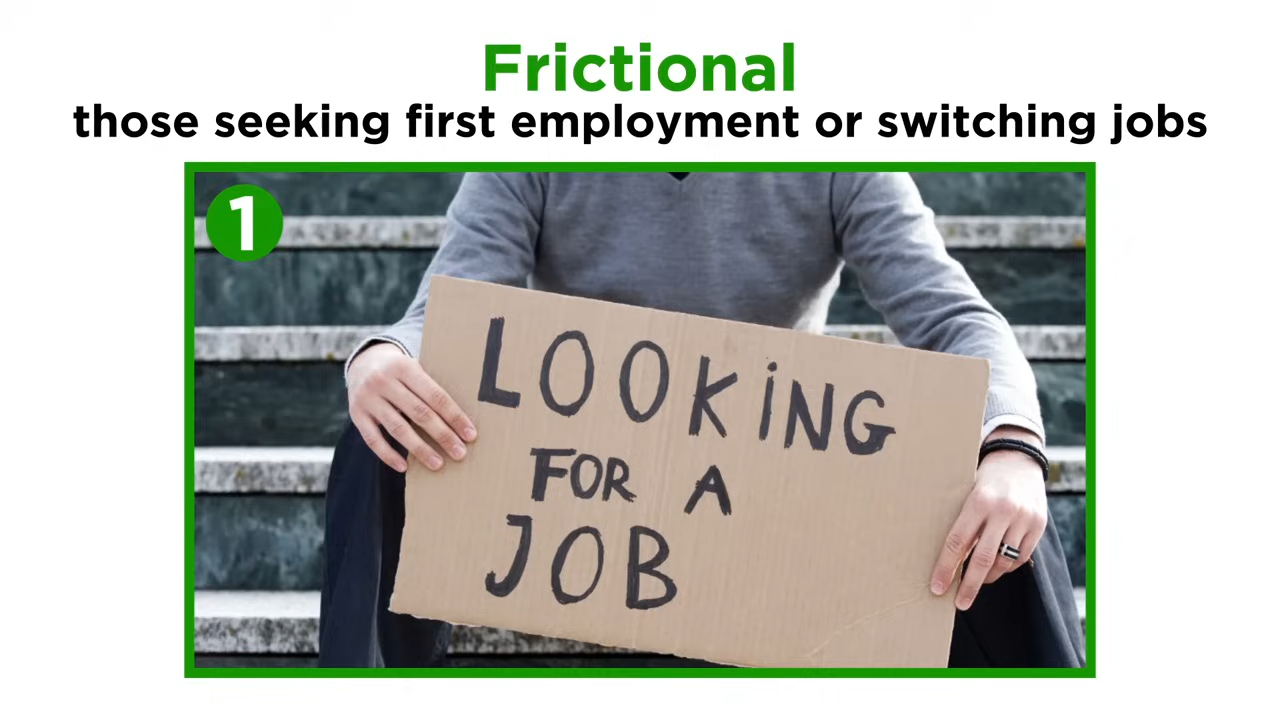 Frictional
those seeking first employment or switching jobs
1
LOOKiNG
FOR A
JOB